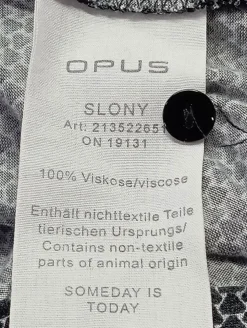 OPUS
SLONY
Art: 213522651
ON 19131
100% Viskose/viscose
Enthält nichttextile Teile
tierischen Ursprungs/
Contains non-textile
parts of animal origin
SOMEDAY IS
TODAY